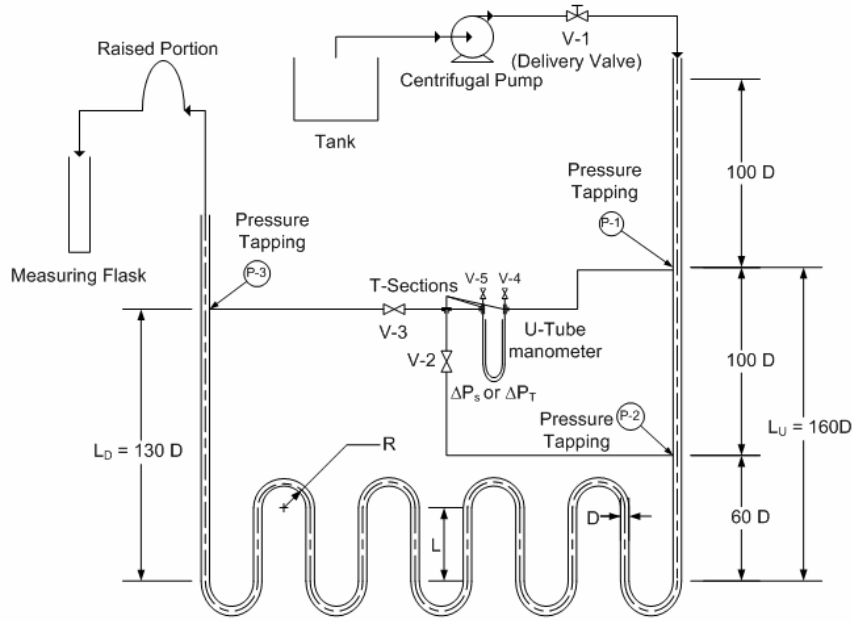 Raised Portion
V-1
(Delivery Valve)
Centrifugal Pump
Tank
100 D
Pressure
Tapping
P-1
Pressure
Tapping
P-3
Measuring Flask
T-Sections
V-5
V-4
V-3
U-Tube
manometer
V-2
ΔPs or ΔPT
100 D
LU = 160D
Pressure
Tapping
P-2
LD = 130 D
R
L
D
60 D